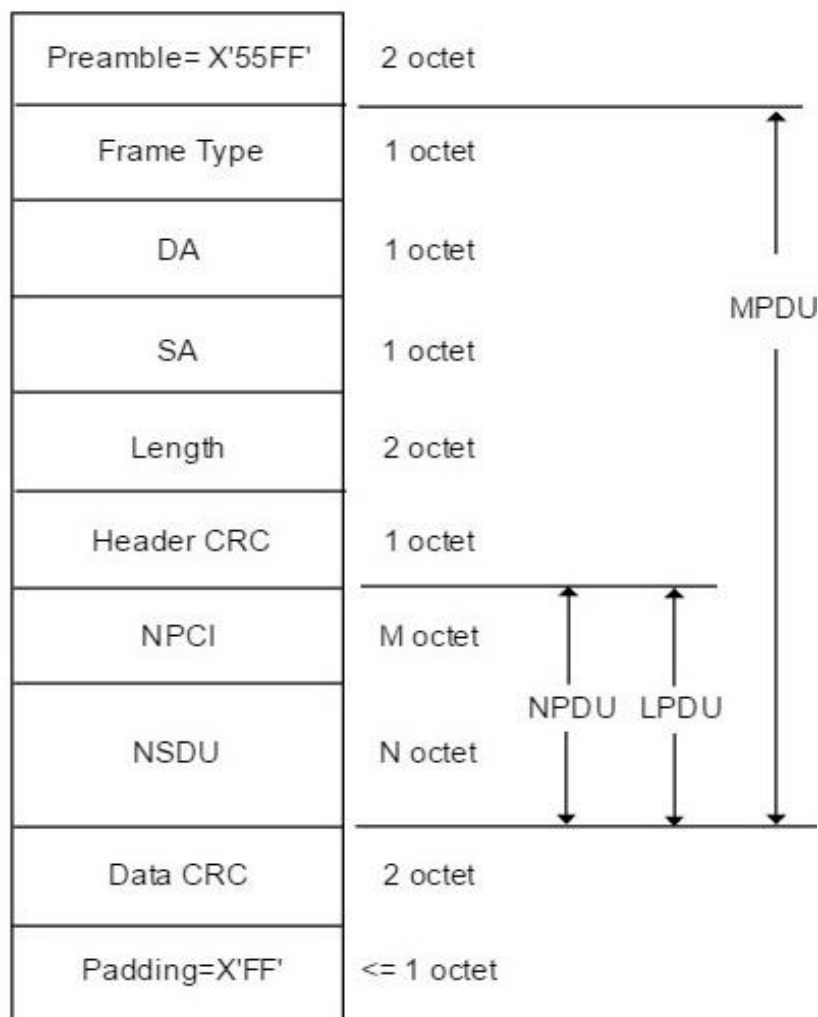 Preamble= X'55FF' 2 octet
Frame Type 1 octet
DA 1 octet
SA 1 octet
MPDU
Length 2 octet
Header CRC 1 octet
NPCI M octet
NPDU LPDU
NSDU N octet
Data CRC 2 octet
Padding=X'FF' <= 1 octet